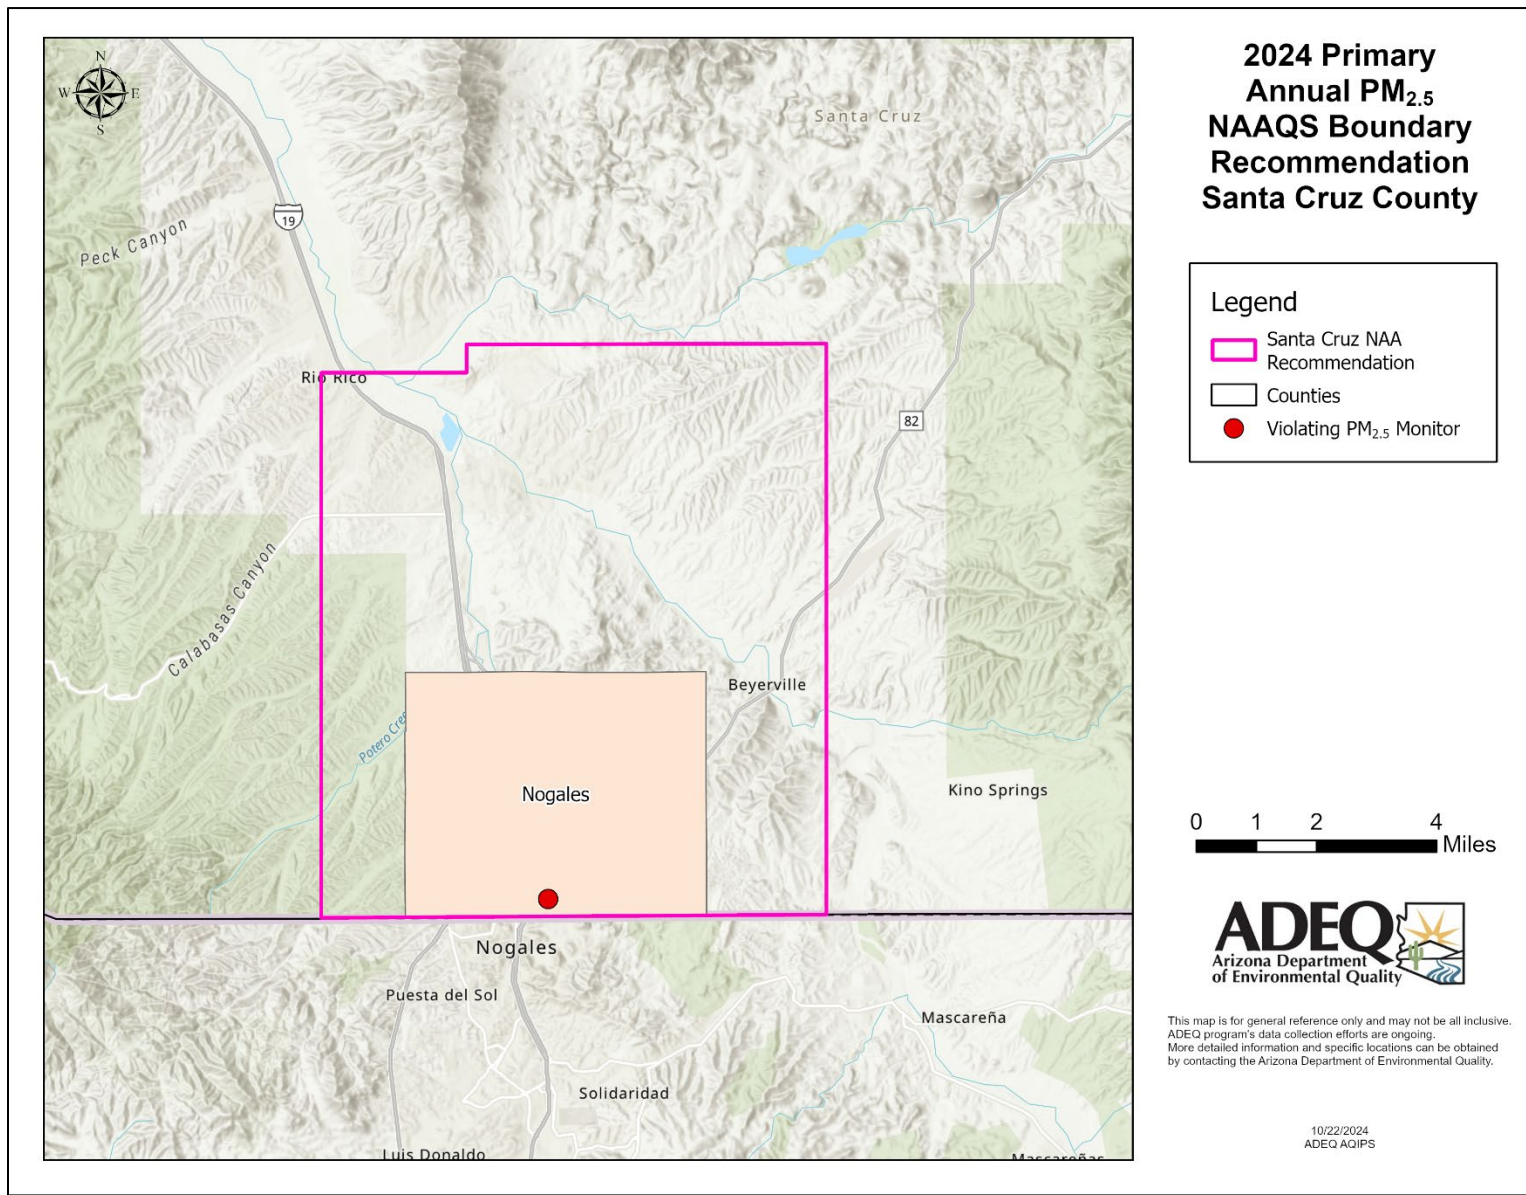 2024 Primary
Annual PM2.5
NAAQS Boundary
Recommendation
Santa Cruz County
Legend
Santa Cruz NAA
Recommendation
Counties
Violating PM2.5 Monitor
N
W E
S
Santa Cruz
19
Peck Canyon
Rio Rico
82
Calabasas Canyon
Beyerville
Potero Cree
Nogales
Kino Springs
Nogales
Puesta del Sol
Mascareña
Solidaridad
Luis Donaldo
Mascareñas
0 1 2 4
Miles
ADEQ
Arizona Department
of Environmental Quality
This map is for general reference only and may not be all inclusive.
ADEQ program's data collection efforts are ongoing.
More detailed information and specific locations can be obtained
by contacting the Arizona Department of Environmental Quality.
10/22/2024
ADEQ AQIPS